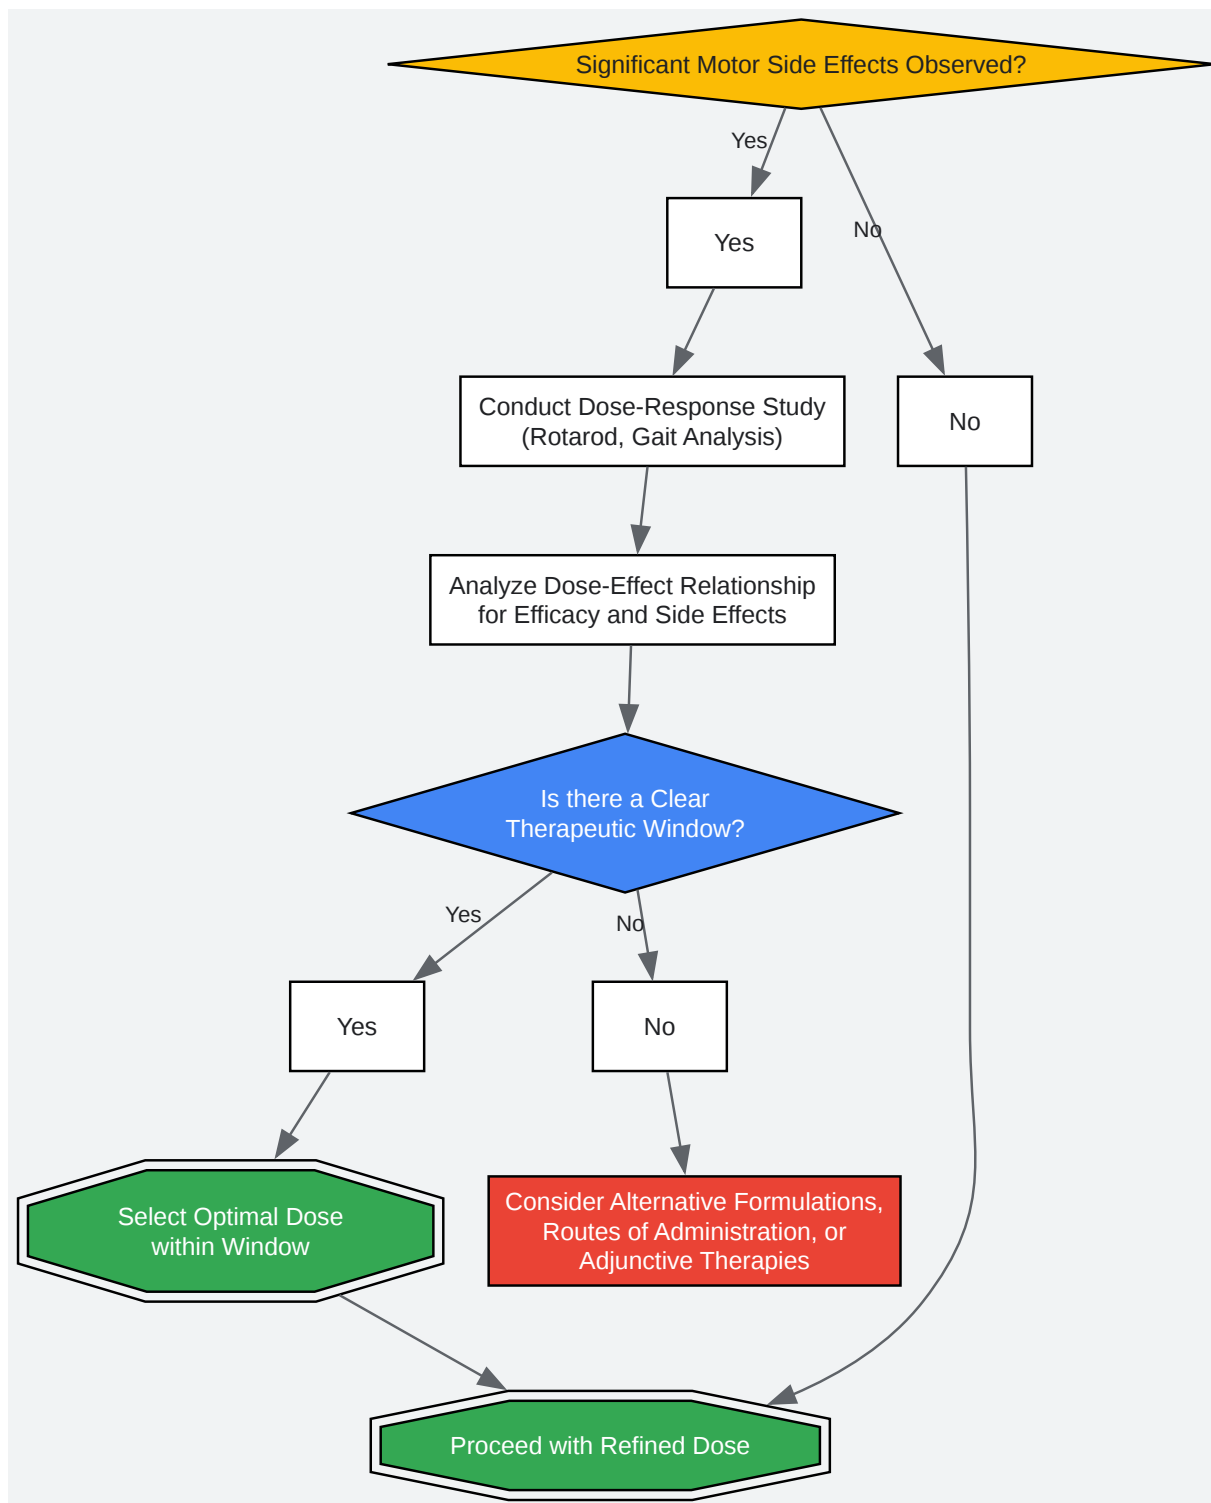 Significant Motor Side Effects Observed?
Yes
No
Yes
Conduct Dose-Response Study
(Rotarod, Gait Analysis)
No
Analyze Dose-Effect Relationship
for Efficacy and Side Effects
Is there a Clear
Therapeutic Window?
Yes
No
Yes
No
Select Optimal Dose
within Window
Consider Alternative Formulations,
Routes of Administration, or
Adjunctive Therapies
Proceed with Refined Dose